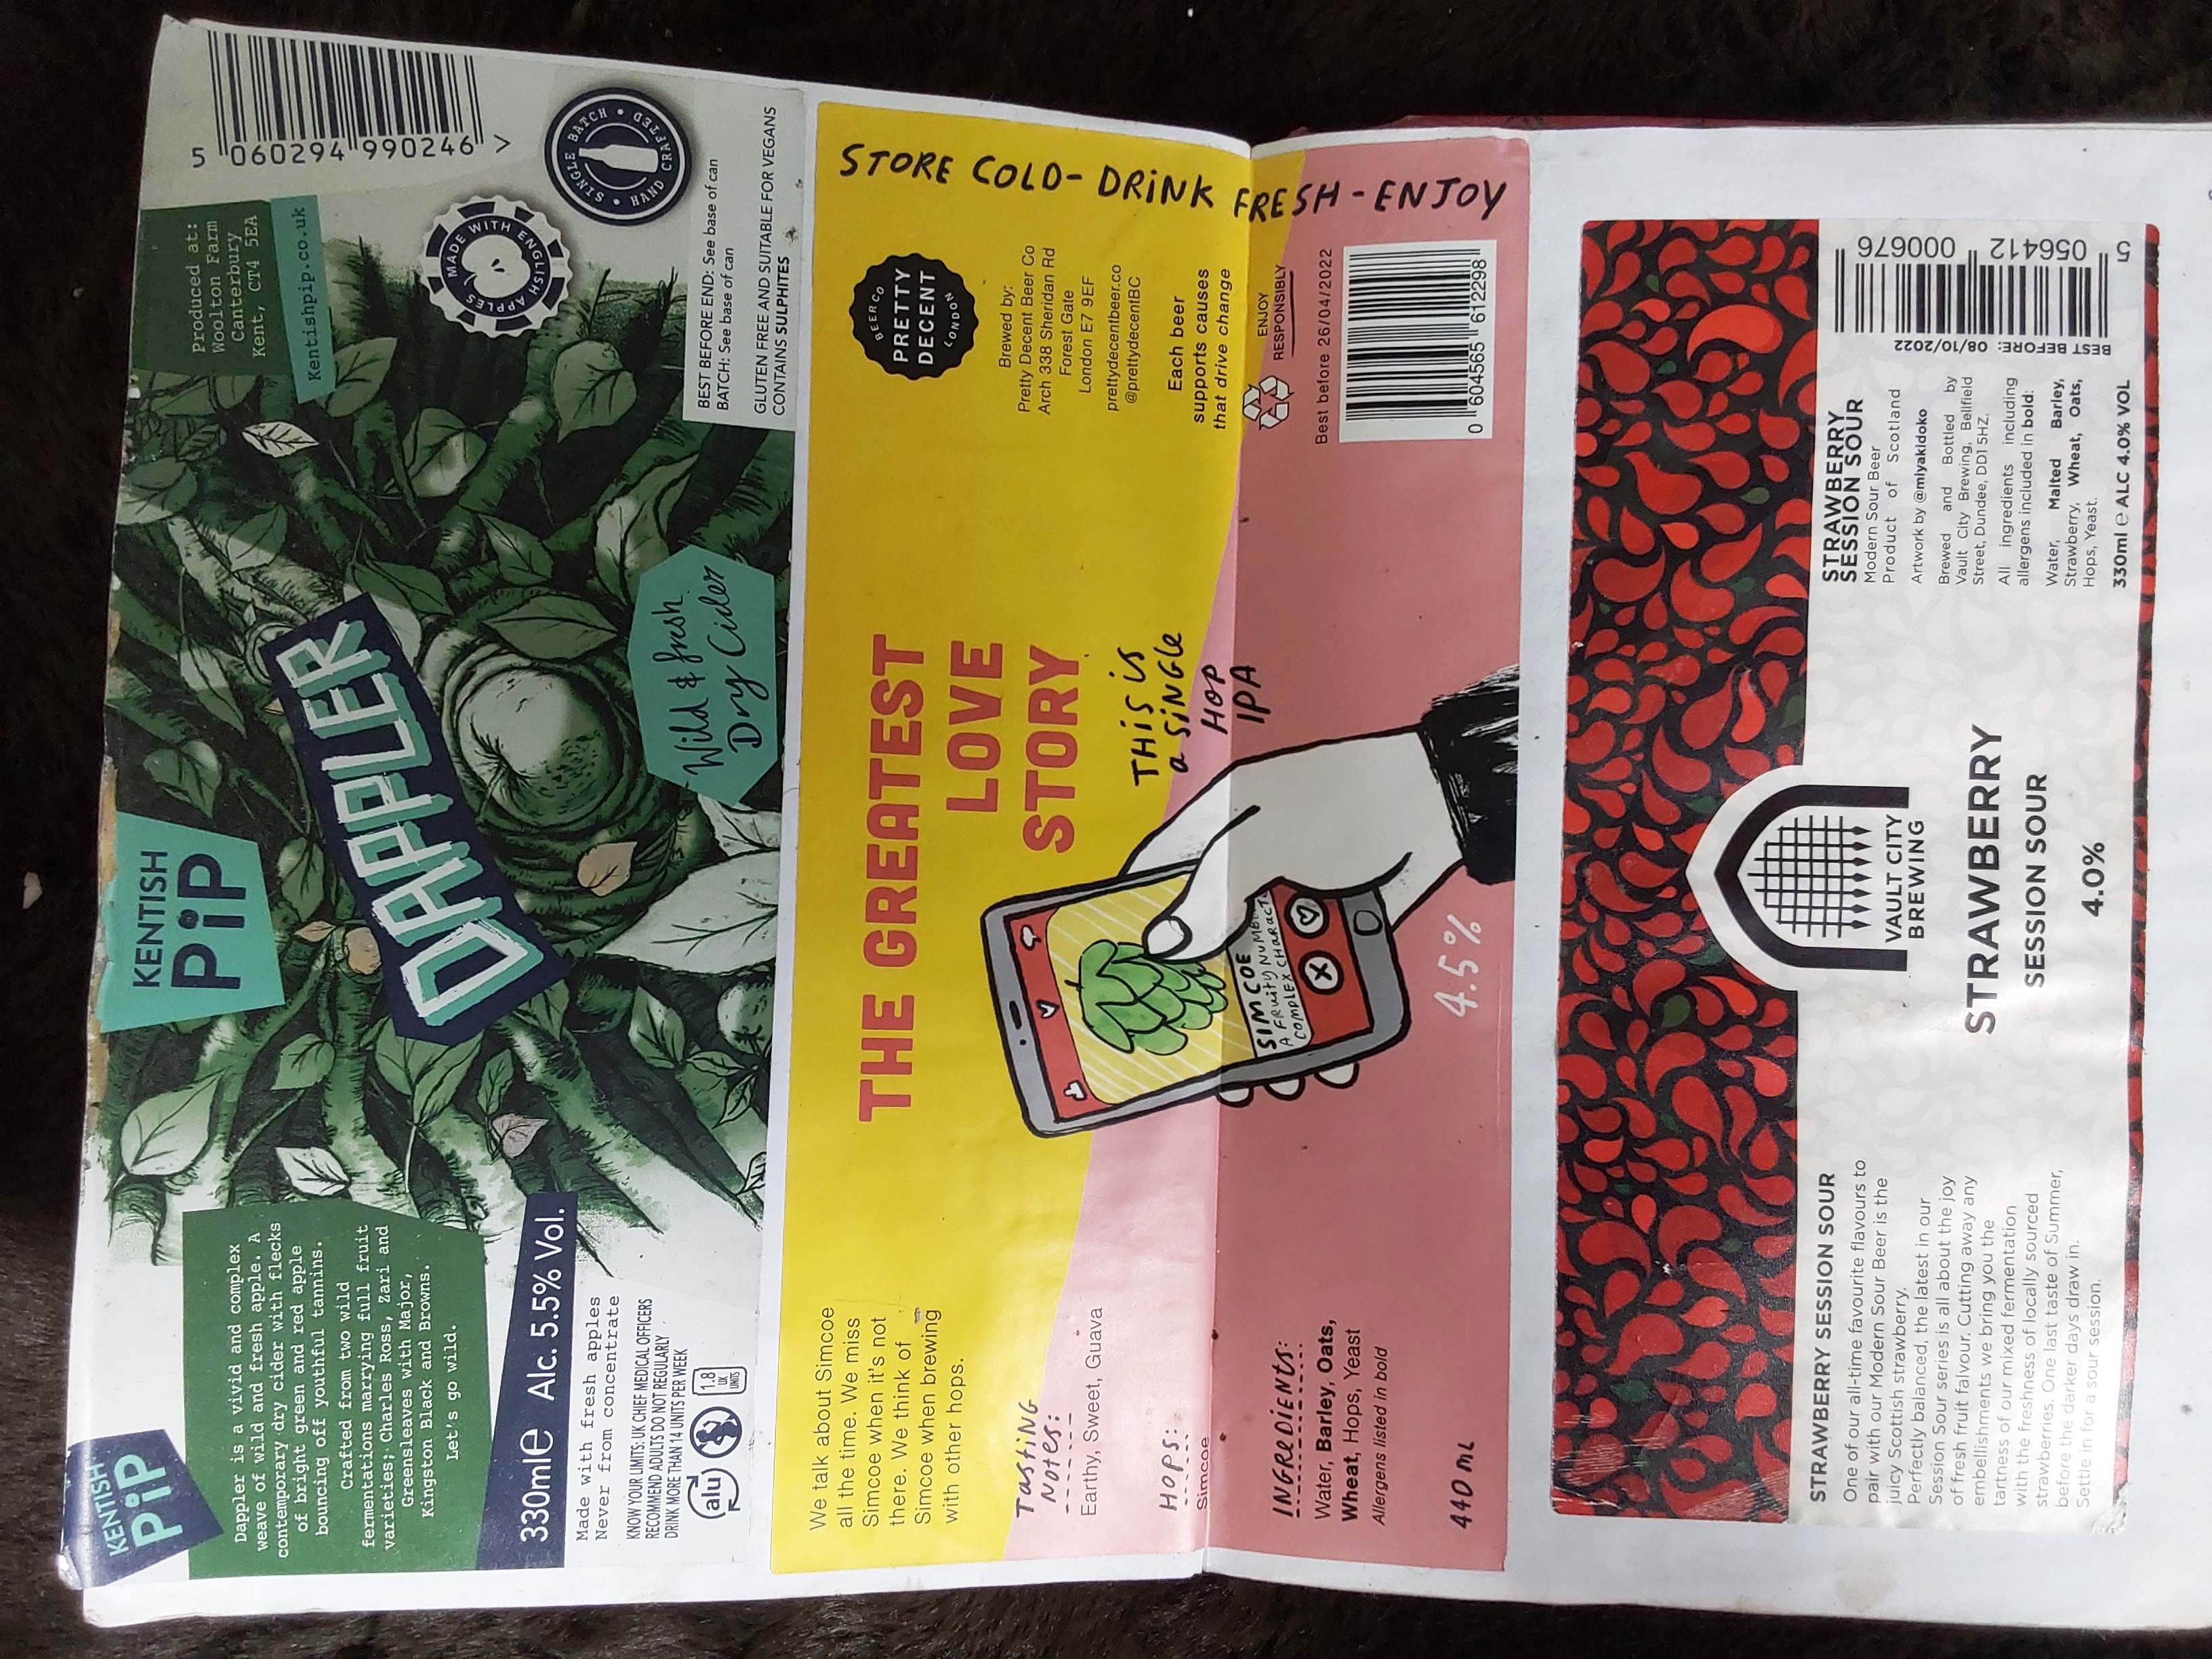 KENTISH
PiP
Dappler is a vivid and complex
weave of wild and fresh apple. A
contemporary dry cider with flecks
of bright green and red apple
bouncing off youthful tannins.
Crafted from two wild
fermentations marrying full fruit
varieties; Charles Ross, Zari and
Greensleaves with Major,
Kingston Black and Browns.
Let's go wild.
330ml e Alc. 5.5% Vol.
Made with fresh apples
Never from concentrate
KNOW YOUR LIMITS: UK CHIEF MEDICAL OFFICERS
RECOMMEND ADULTS DO NOT REGULARLY
DRINK MORE THAN 14 UNITS PER WEEK
alu
1.8
UK
UNITS
KENTISH
PiP
DAPPLER
Wild & fresh
Dry Cider
Produced at:
Woolton Farm
Canterbury
Kent, CT4 5EA
Kentishpip.co.uk
5 060294 990246 >
MADE WITH ENGLISH APPLES
SINGLE BATCH • HAND CRAFTED •
BEST BEFORE END: See base of can
BATCH: See base of can
GLUTEN FREE AND SUITABLE FOR VEGANS
CONTAINS SULPHITES
We talk about Simcoe
all the time. We miss
Simcoe when it's not
there. We think of
Simcoe when brewing
with other hops.
TASTING
NOTES:
Earthy, Sweet, Guava
HOPS:
Simcoe
INGREDIENTS:
Water, Barley, Oats,
Wheat, Hops, Yeast
Allergens listed in bold
440 mL
THE GREATEST
LOVE
STORY
THIS iS
a SiNGLe
HOP
IPA
SIMCOE
A FRUITY NUMBE
COMPLEX CHARACT
4.5%
STORE COLD - DRiNK FRESH - ENJOY
BEER CO
PRETTY
DECENT
LONDON
Brewed by:
Pretty Decent Beer Co
Arch 338 Sheridan Rd
Forest Gate
London E7 9EF
prettydecentbeer.co
@prettydecentBC
Each beer
supports causes
that drive change
ENJOY
RESPONSIBLY
Best before 26/04/2022
0 604565 612298
STRAWBERRY SESSION SOUR
One of our all-time favourite flavours to
pair with our Modern Sour Beer is the
juicy Scottish strawberry.
Perfectly balanced, the latest in our
Session Sour series is all about the joy
of fresh fruit falvour. Cutting away any
embellishments we bring you the
tartness of our mixed fermentation
with the freshness of locally sourced
strawberries. One last taste of Summer,
before the darker days draw in.
Settle in for a sour session.
VAULT CITY
BREWING
STRAWBERRY
SESSION SOUR
4.0%
STRAWBERRY
SESSION SOUR
Modern Sour Beer
Product of Scotland
Artwork by @miyakidoko
Brewed and Bottled by
Vault City Brewing, Bellfield
Street, Dundee, DD1 5HZ.
All ingredients including
allergens included in bold:
Water, Malted Barley,
Strawberry, Wheat, Oats,
Hops, Yeast.
330ml e ALC 4.0% VOL
BEST BEFORE: 08/10/2022
5 056412 000676